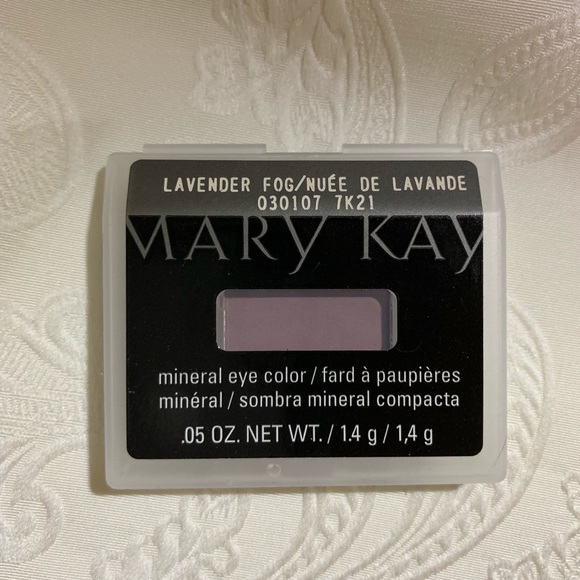 LAVENDER FOG/NUÉE DE LAVANDE
030107 7K21
MARY KAY
mineral eye color / fard à paupières
minéral / sombra mineral compacta
.05 OZ. NET WT. / 1.4 g / 1,4 g